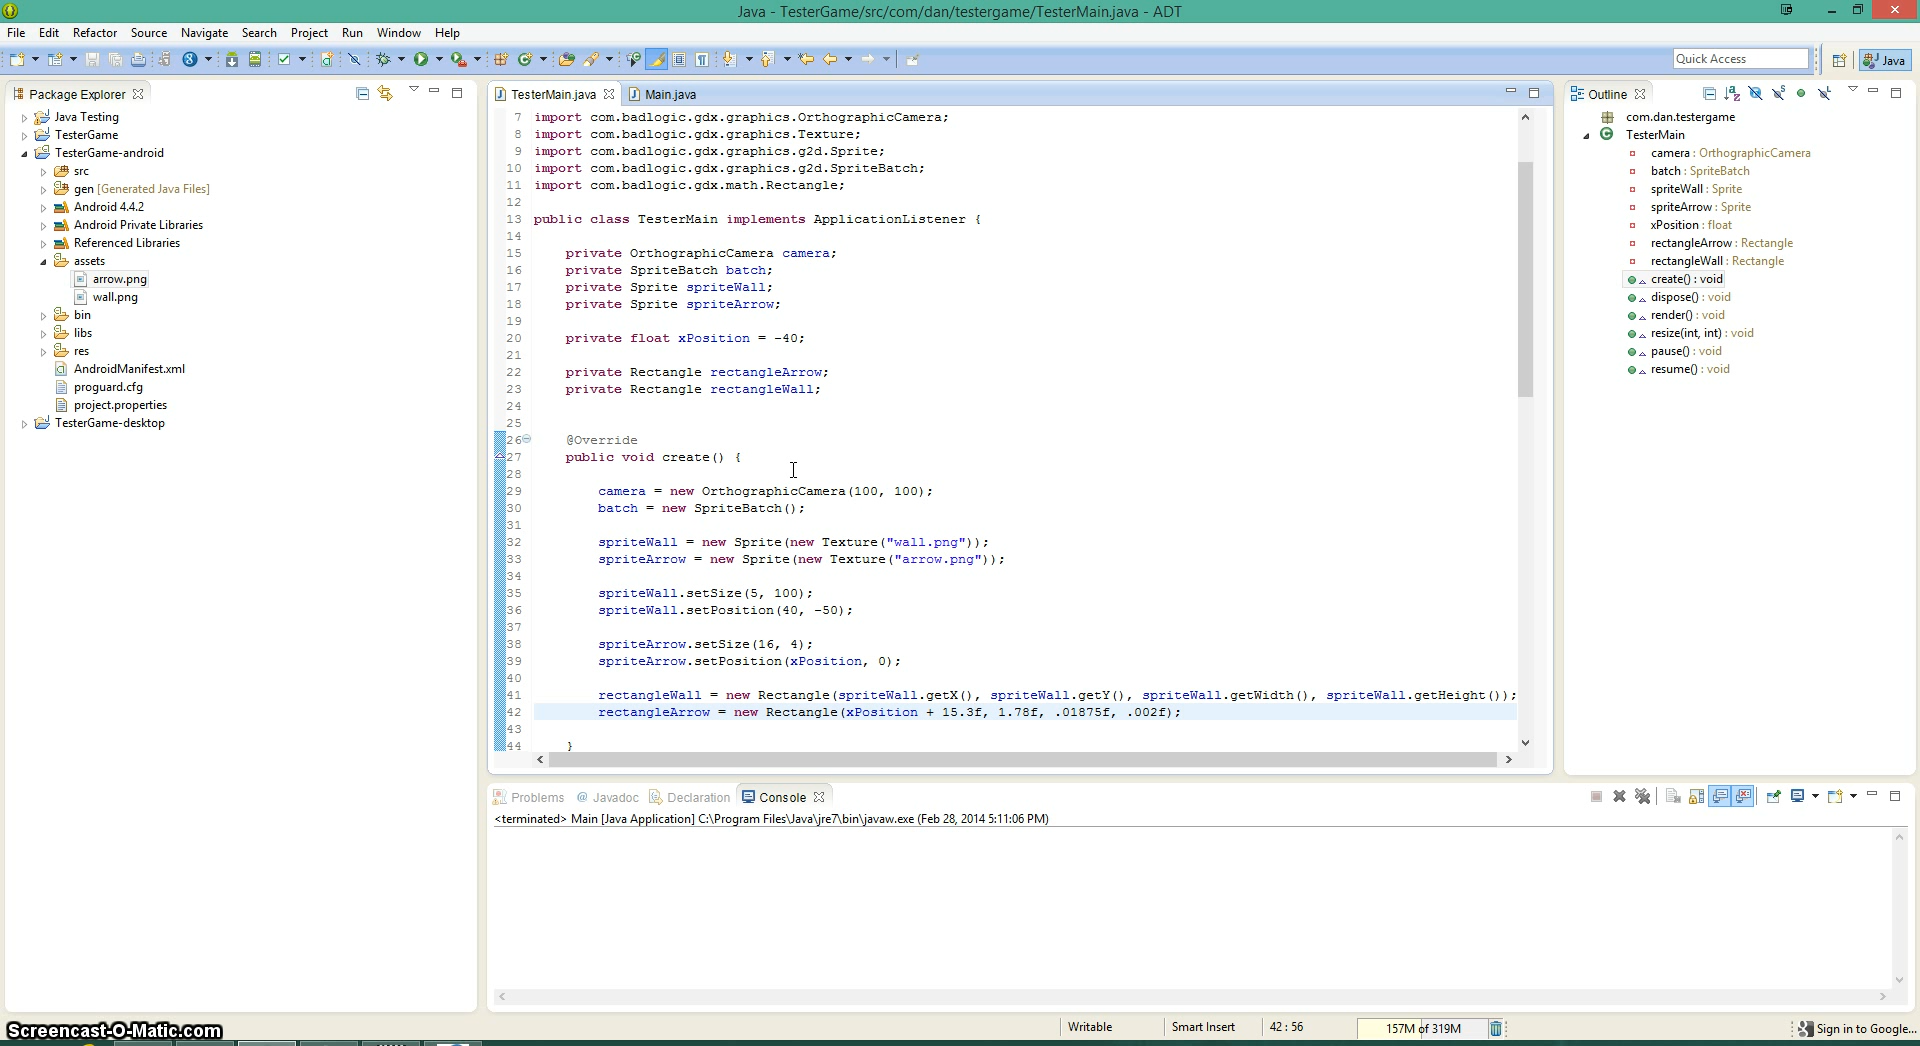 Java - TesterGame/src/com/dan/testergame/TesterMain.java - ADT
File Edit Refactor Source Navigate Search Project Run Window Help
Quick Access
Java
Package Explorer
Java Testing
TesterGame
TesterGame-android
src
gen [Generated Java Files]
Android 4.4.2
Android Private Libraries
Referenced Libraries
assets
arrow.png
wall.png
bin
libs
res
AndroidManifest.xml
proguard.cfg
project.properties
TesterGame-desktop
TesterMain.java Main.java
7 import com.badlogic.gdx.graphics.OrthographicCamera;
8 import com.badlogic.gdx.graphics.Texture;
9 import com.badlogic.gdx.graphics.g2d.Sprite;
10 import com.badlogic.gdx.graphics.g2d.SpriteBatch;
11 import com.badlogic.gdx.math.Rectangle;
12
13 public class TesterMain implements ApplicationListener {
14
15 private OrthographicCamera camera;
16 private SpriteBatch batch;
17 private Sprite spriteWall;
18 private Sprite spriteArrow;
19
20 private float xPosition = -40;
21
22 private Rectangle rectangleArrow;
23 private Rectangle rectangleWall;
24
25
26 @Override
27 public void create() {
28
29 camera = new OrthographicCamera(100, 100);
30 batch = new SpriteBatch();
31
32 spriteWall = new Sprite(new Texture("wall.png"));
33 spriteArrow = new Sprite(new Texture("arrow.png"));
34
35 spriteWall.setSize(5, 100);
36 spriteWall.setPosition(40, -50);
37
38 spriteArrow.setSize(16, 4);
39 spriteArrow.setPosition(xPosition, 0);
40
41 rectangleWall = new Rectangle(spriteWall.getX(), spriteWall.getY(), spriteWall.getWidth(), spriteWall.getHeight());
42 rectangleArrow = new Rectangle(xPosition + 15.3f, 1.78f, .01875f, .002f);
43
44 }
Outline
com.dan.testergame
TesterMain
camera : OrthographicCamera
batch : SpriteBatch
spriteWall : Sprite
spriteArrow : Sprite
xPosition : float
rectangleArrow : Rectangle
rectangleWall : Rectangle
create() : void
dispose() : void
render() : void
resize(int, int) : void
pause() : void
resume() : void
Problems @ Javadoc Declaration Console
<terminated> Main [Java Application] C:\Program Files\Java\jre7\bin\javaw.exe (Feb 28, 2014 5:11:06 PM)
Writable Smart Insert 42 : 56 157M of 319M Sign in to Google...
Screencast-O-Matic.com